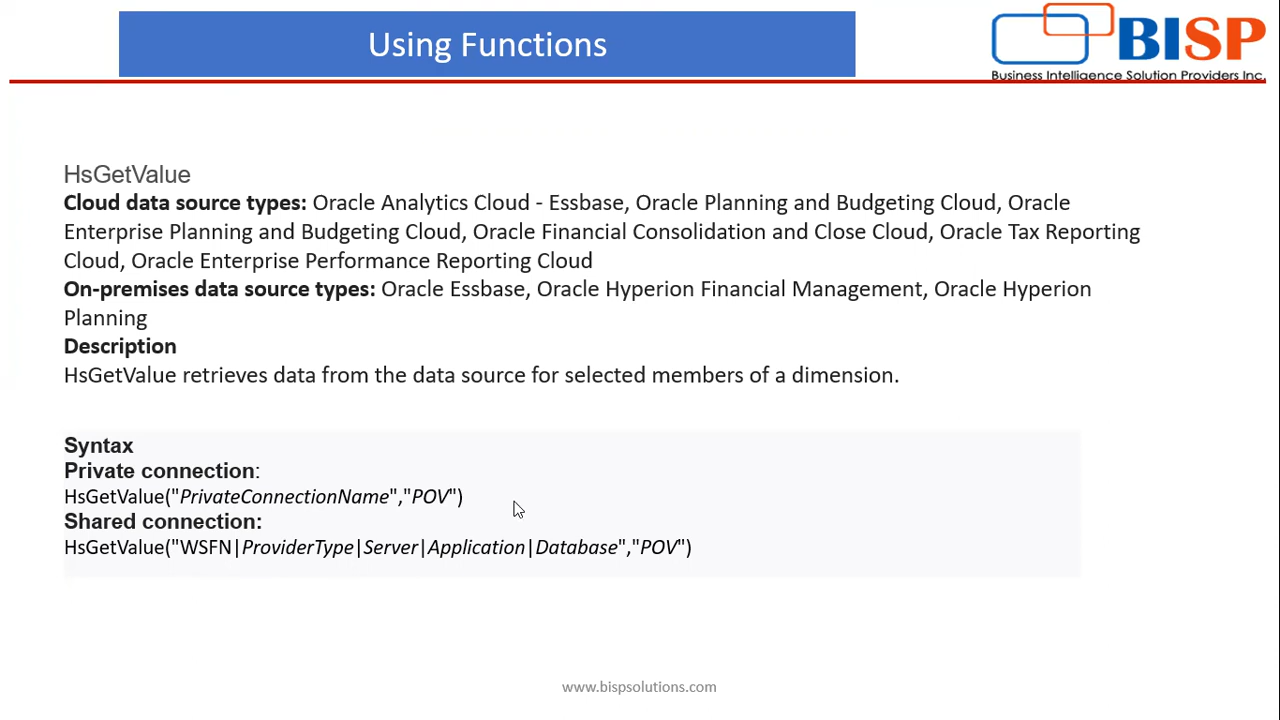 Using Functions
BISP
Business Intelligence Solution Providers Inc.
HsGetValue
Cloud data source types: Oracle Analytics Cloud - Essbase, Oracle Planning and Budgeting Cloud, Oracle
Enterprise Planning and Budgeting Cloud, Oracle Financial Consolidation and Close Cloud, Oracle Tax Reporting
Cloud, Oracle Enterprise Performance Reporting Cloud
On-premises data source types: Oracle Essbase, Oracle Hyperion Financial Management, Oracle Hyperion
Planning
Description
HsGetValue retrieves data from the data source for selected members of a dimension.
Syntax
Private connection:
HsGetValue("PrivateConnectionName","POV")
Shared connection:
HsGetValue("WSFN|ProviderType|Server|Application|Database","POV")
www.bispsolutions.com